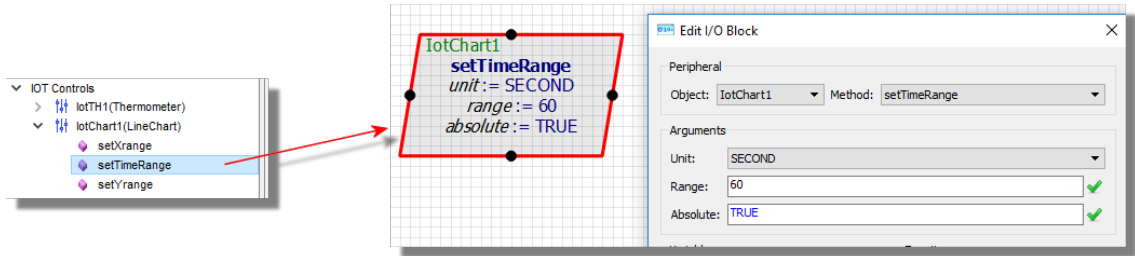 IOT Controls
IotTH1(Thermometer)
IotChart1(LineChart)
setXrange
setTimeRange
setYrange
IotChart1
setTimeRange
unit := SECOND
range := 60
absolute := TRUE
Edit I/O Block
Peripheral
Object: IotChart1 Method: setTimeRange
Arguments
Unit: SECOND
Range: 60
Absolute: TRUE